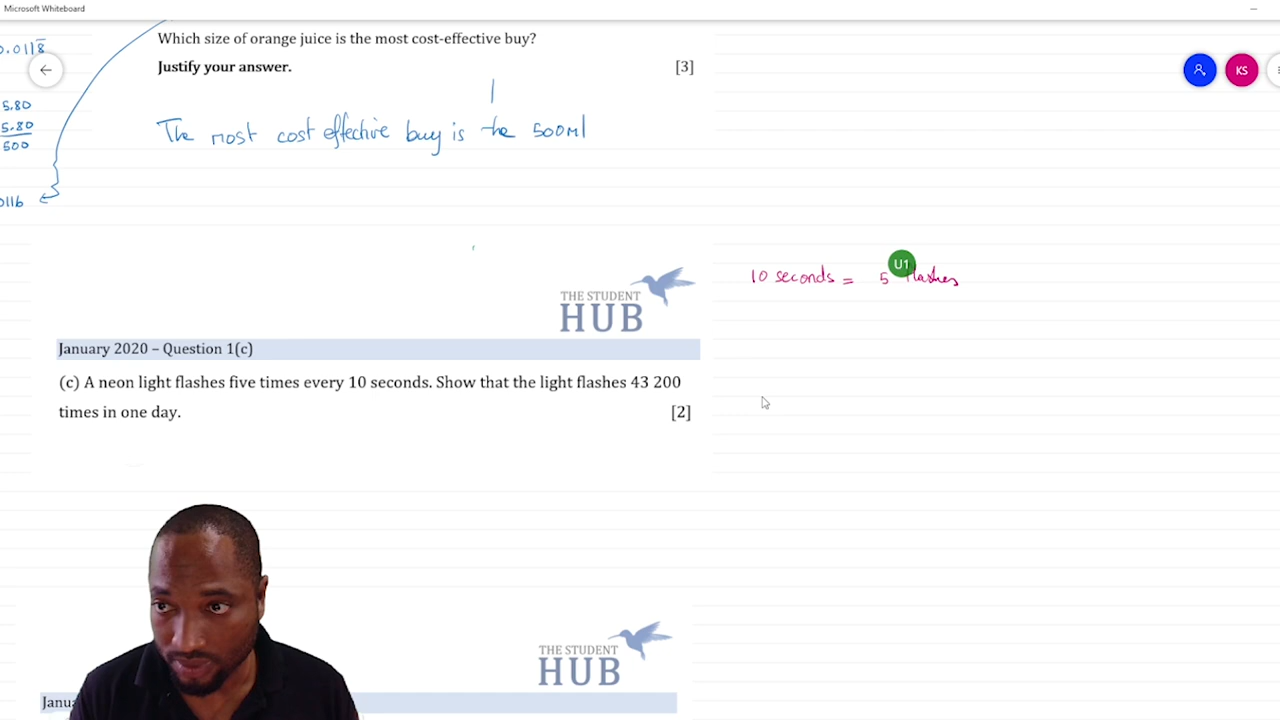 Microsoft Whiteboard
Which size of orange juice is the most cost-effective buy?
0.0118
Justify your answer. [3]
KS
5.80
5.80
500
The most cost effective buy is the 500ml
0116
U1
10 seconds = 5 flashes
THE STUDENT
HUB
January 2020 – Question 1(c)
(c) A neon light flashes five times every 10 seconds. Show that the light flashes 43 200
times in one day. [2]
THE STUDENT
HUB
Janua